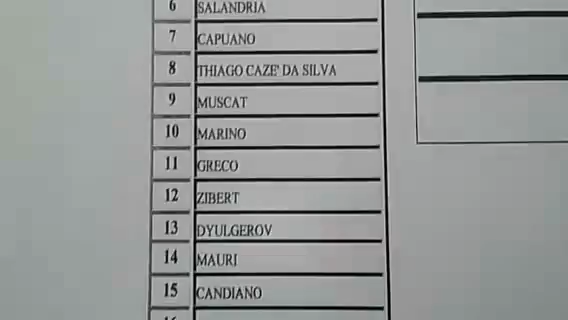 6 SALANDRIA
7 CAPUANO
8 THIAGO CAZE' DA SILVA
9 MUSCAT
10 MARINO
11 GRECO
12 ZIBERT
13 DYULGEROV
14 MAURI
15 CANDIANO